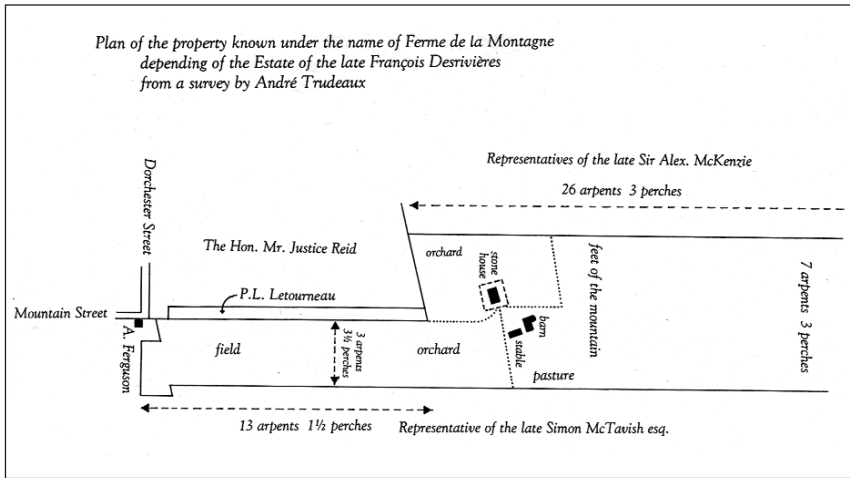 Plan of the property known under the name of Ferme de la Montagne
depending of the Estate of the late François Desrivières
from a survey by André Trudeaux
Representatives of the late Sir Alex. McKenzie
26 arpents 3 perches
Dorchester Street
The Hon. Mr. Justice Reid
orchard
stone
house
feet of the mountain
7 arpents 3 perches
P.L. Letourneau
Mountain Street
A. Ferguson
field
3 arpents
3½ perches
orchard
barn
stable
pasture
13 arpents 1½ perches
Representative of the late Simon McTavish esq.